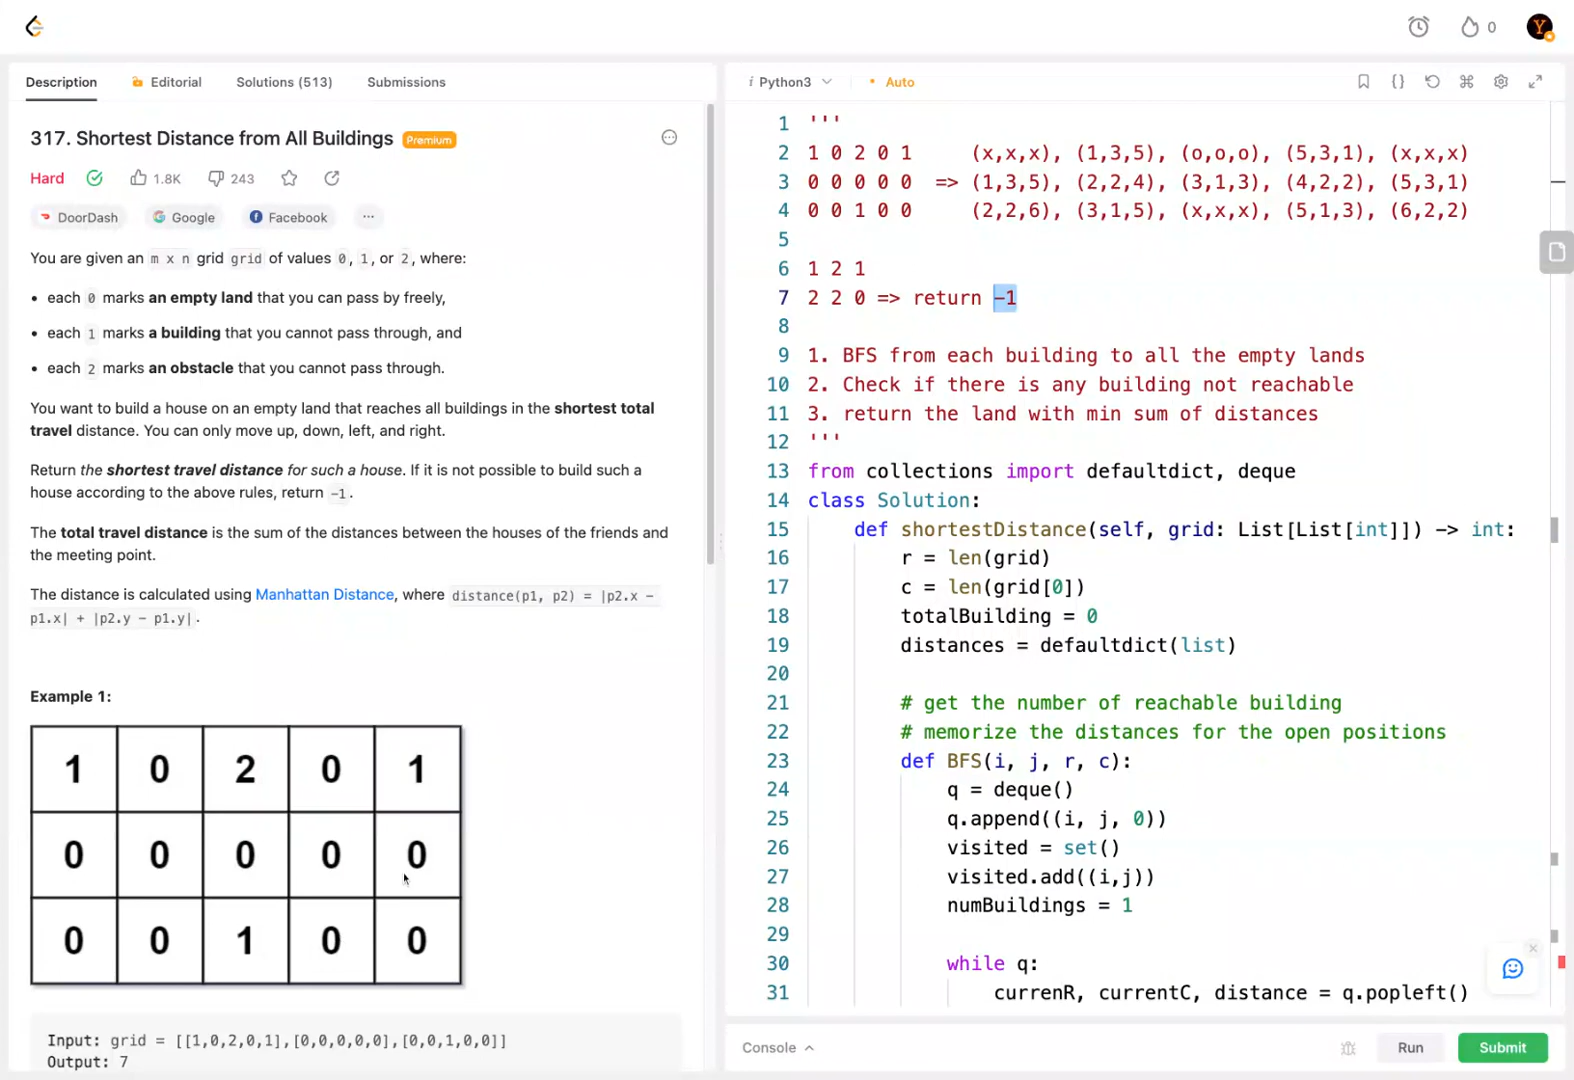 0
Y
Description
Editorial
Solutions (513)
Submissions
317. Shortest Distance from All Buildings Premium
Hard 1.8K 243
DoorDash Google Facebook ...
You are given an m x n grid grid of values 0, 1, or 2, where:
• each 0 marks an empty land that you can pass by freely,
• each 1 marks a building that you cannot pass through, and
• each 2 marks an obstacle that you cannot pass through.
You want to build a house on an empty land that reaches all buildings in the shortest total
travel distance. You can only move up, down, left, and right.
Return the shortest travel distance for such a house. If it is not possible to build such a
house according to the above rules, return -1.
The total travel distance is the sum of the distances between the houses of the friends and
the meeting point.
The distance is calculated using Manhattan Distance, where distance(p1, p2) = |p2.x -
p1.x| + |p2.y - p1.y|.
Example 1:
1 0 2 0 1
0 0 0 0 0
0 0 1 0 0
Input: grid = [[1,0,2,0,1],[0,0,0,0,0],[0,0,1,0,0]]
Output: 7
i Python3 • Auto
1 '''
2 1 0 2 0 1 (x,x,x), (1,3,5), (o,o,o), (5,3,1), (x,x,x)
3 0 0 0 0 0 => (1,3,5), (2,2,4), (3,1,3), (4,2,2), (5,3,1)
4 0 0 1 0 0 (2,2,6), (3,1,5), (x,x,x), (5,1,3), (6,2,2)
5
6 1 2 1
7 2 2 0 => return -1
8
9 1. BFS from each building to all the empty lands
10 2. Check if there is any building not reachable
11 3. return the land with min sum of distances
12 '''
13 from collections import defaultdict, deque
14 class Solution:
15 def shortestDistance(self, grid: List[List[int]]) -> int:
16 r = len(grid)
17 c = len(grid[0])
18 totalBuilding = 0
19 distances = defaultdict(list)
20
21 # get the number of reachable building
22 # memorize the distances for the open positions
23 def BFS(i, j, r, c):
24 q = deque()
25 q.append((i, j, 0))
26 visited = set()
27 visited.add((i,j))
28 numBuildings = 1
29
30 while q:
31 currenR, currentC, distance = q.popleft()
Console
Run
Submit